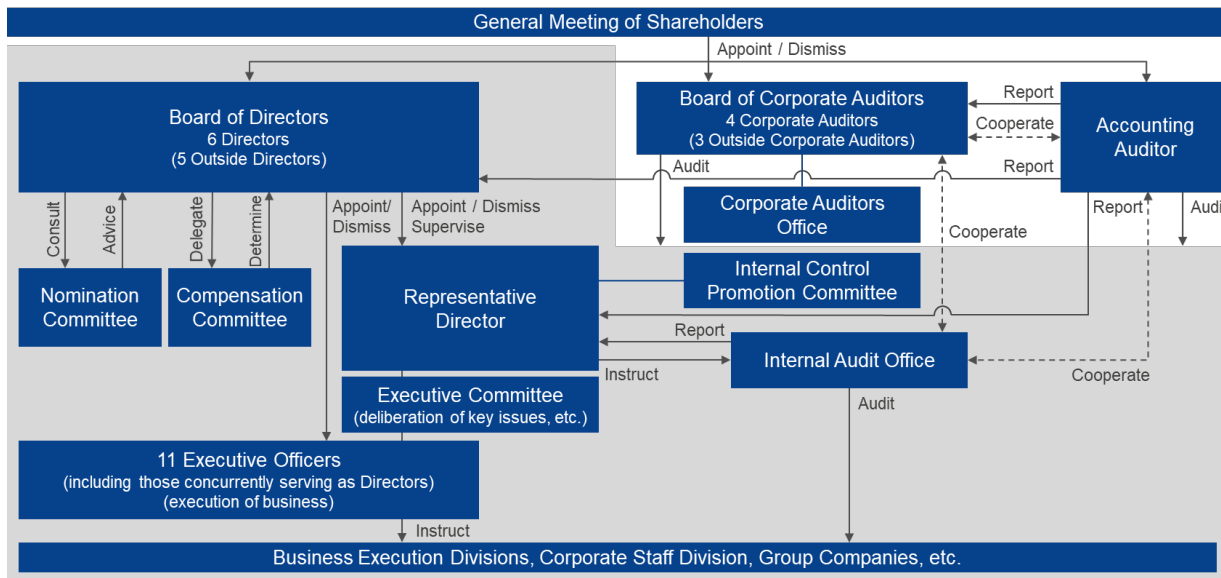 General Meeting of Shareholders
Appoint / Dismiss
Board of Directors
6 Directors
(5 Outside Directors)
Board of Corporate Auditors
4 Corporate Auditors
(3 Outside Corporate Auditors)
Report
Cooperate
Report
Accounting
Auditor
Audit
Corporate Auditors
Office
Consult
Advice
Delegate
Determine
Appoint/
Dismiss
Appoint / Dismiss
Supervise
Cooperate
Report
Audi
Nomination
Committee
Compensation
Committee
Representative
Director
Internal Control
Promotion Committee
Report
Instruct
Internal Audit Office
Cooperate
Executive Committee
(deliberation of key issues, etc.)
Audit
11 Executive Officers
(including those concurrently serving as Directors)
(execution of business)
Instruct
Business Execution Divisions, Corporate Staff Division, Group Companies, etc.